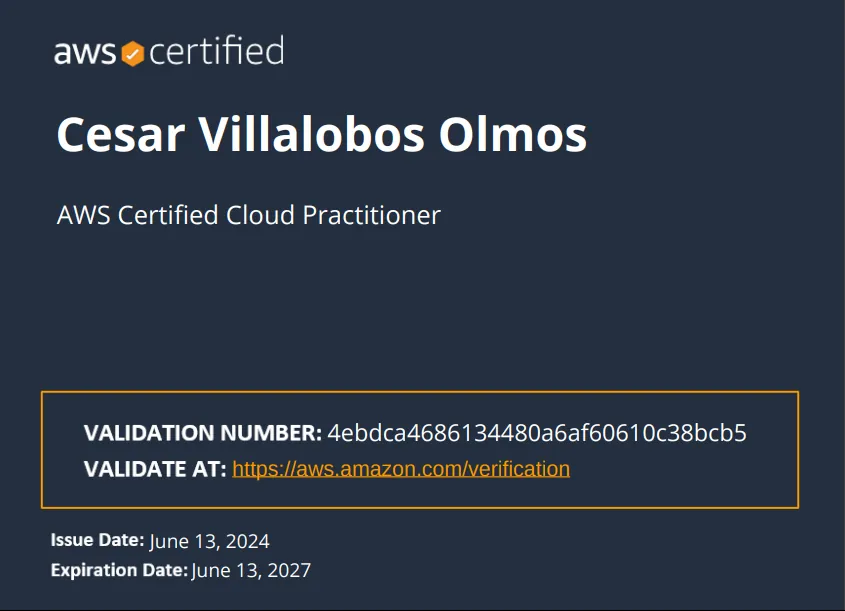 aws certified
Cesar Villalobos Olmos
AWS Certified Cloud Practitioner
VALIDATION NUMBER: 4ebdca4686134480a6af60610c38bcb5
VALIDATE AT: https://aws.amazon.com/verification
Issue Date: June 13, 2024
Expiration Date: June 13, 2027